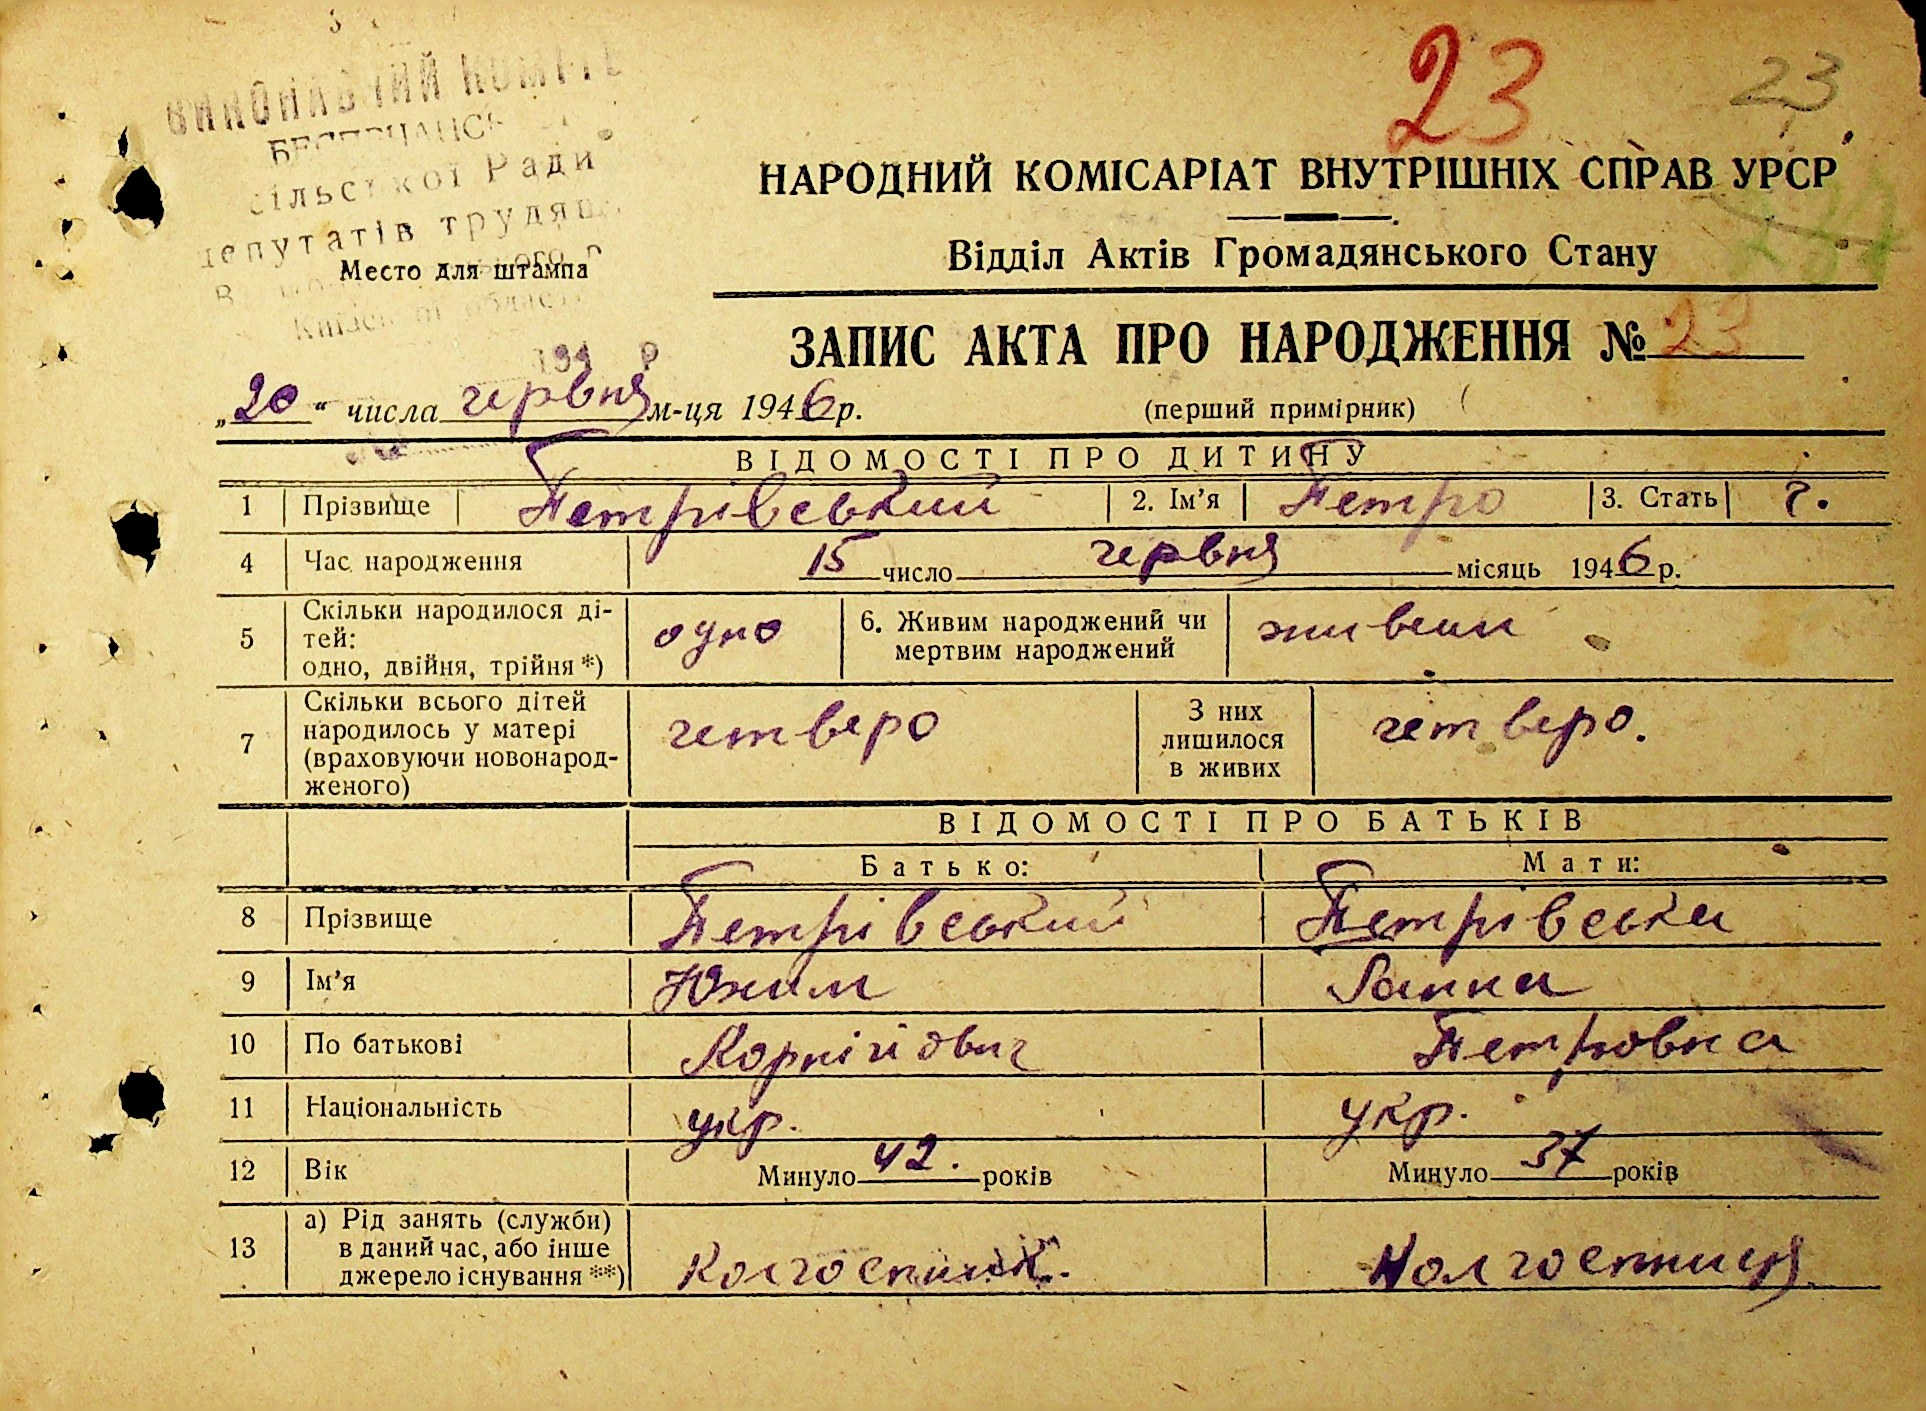 23 23
ВИКОНАВЧИЙ КОМІТЕ
сільської Ради
депутатів трудящ
НАРОДНИЙ КОМІСАРІАТ ВНУТРІШНІХ СПРАВ УРСР
Відділ Актів Громадянського Стану
Место для штампа
ЗАПИС АКТА ПРО НАРОДЖЕННЯ № 23
„20“ числа червня м-ця 1946 р. (перший примірник)
ВІДОМОСТІ ПРО ДИТИНУ
1 Прізвище Петрівський 2. Ім'я Петро 3. Стать ч.
4 Час народження 15 число червня місяць 1946 р.
5 Скільки народилося ді-
тей:
одно, двійня, трійня *) одно 6. Живим народжений чи
мертвим народжений живим
7 Скільки всього дітей
народилось у матері
(враховуючи новонарод-
женого) четверо З них
лишилося
в живих четверо.
ВІДОМОСТІ ПРО БАТЬКІВ
Батько: Мати:
8 Прізвище Петрівський Петрівська
9 Ім'я Юхим Ганна
10 По батькові Корнійович Петровна
11 Національність укр. укр.
12 Вік Минуло 42. років Минуло 37 років
13 а) Рід занять (служби)
в даний час, або інше
джерело існування **) Колгоспник. Колгоспниця